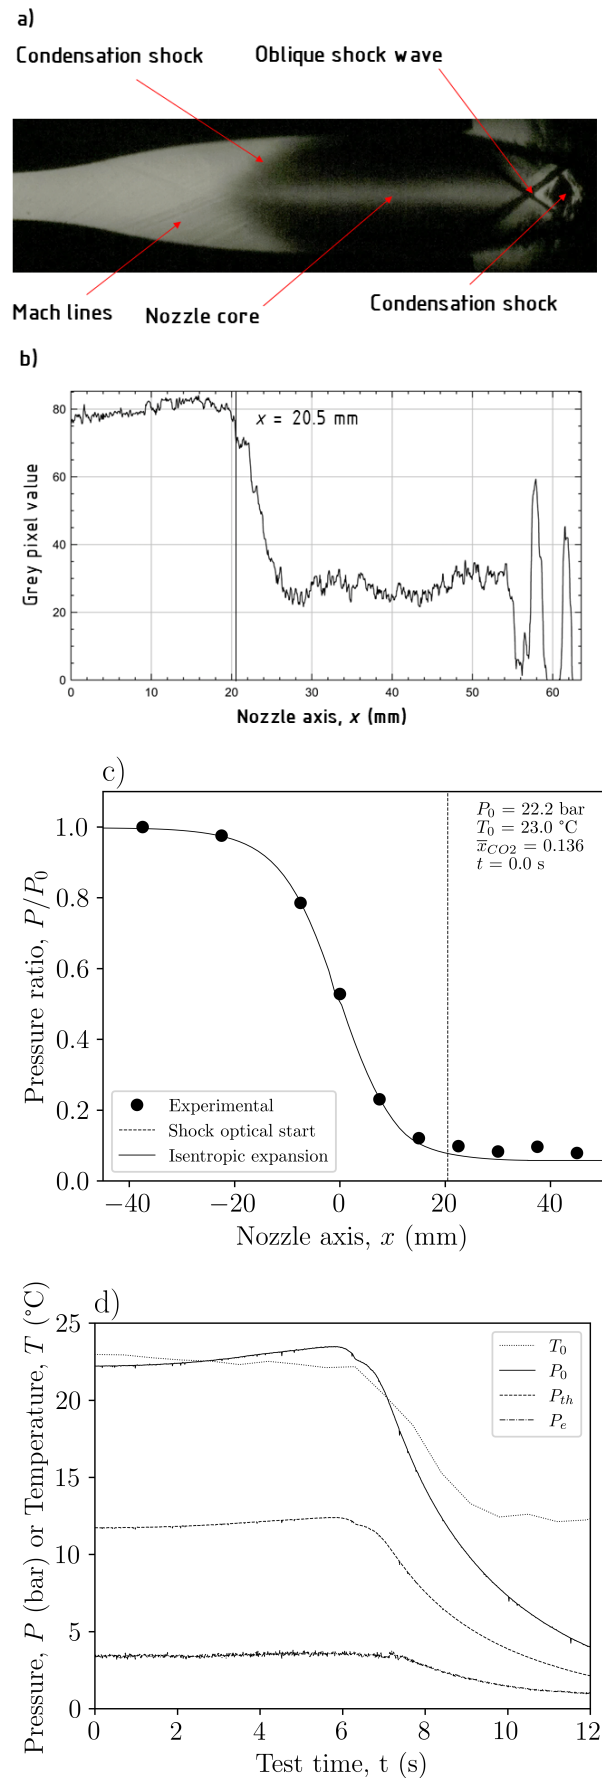 a)
Condensation shock
Oblique shock wave
Mach lines
Nozzle core
Condensation shock
b)
x = 20.5 mm
80
60
40
20
0
Grey pixel value
0 10 20 30 40 50 60
Nozzle axis, x (mm)
c)
P0 = 22.2 bar
T0 = 23.0 °C
x̅CO2 = 0.136
t = 0.0 s
1.0
0.8
0.6
0.4
0.2
0.0
Pressure ratio, P/P0
Experimental
Shock optical start
Isentropic expansion
−40 −20 0 20 40
Nozzle axis, x (mm)
d)
25
20
15
10
5
0
Pressure, P (bar) or Temperature, T (°C)
T0
P0
Pth
Pe
0 2 4 6 8 10 12
Test time, t (s)